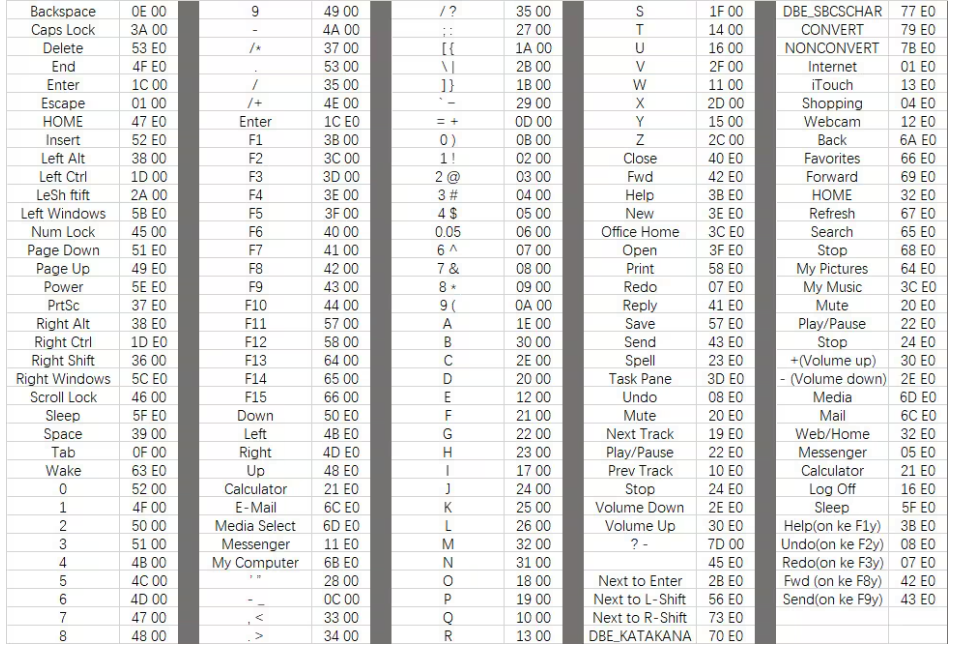 Backspace 0E 00 9 49 00 / ? 35 00 S 1F 00 DBE_SBCSCHAR 77 E0
Caps Lock 3A 00 - 4A 00 ; : 27 00 T 14 00 CONVERT 79 E0
Delete 53 E0 /* 37 00 [ { 1A 00 U 16 00 NONCONVERT 7B E0
End 4F E0 . 53 00 \ | 2B 00 V 2F 00 Internet 01 E0
Enter 1C 00 / 35 00 ] } 1B 00 W 11 00 iTouch 13 E0
Escape 01 00 /+ 4E 00 ` ~ 29 00 X 2D 00 Shopping 04 E0
HOME 47 E0 Enter 1C E0 = + 0D 00 Y 15 00 Webcam 12 E0
Insert 52 E0 F1 3B 00 0 ) 0B 00 Z 2C 00 Back 6A E0
Left Alt 38 00 F2 3C 00 1 ! 02 00 Close 40 E0 Favorites 66 E0
Left Ctrl 1D 00 F3 3D 00 2 @ 03 00 Fwd 42 E0 Forward 69 E0
LeSh ftift 2A 00 F4 3E 00 3 # 04 00 Help 3B E0 HOME 32 E0
Left Windows 5B E0 F5 3F 00 4 $ 05 00 New 3E E0 Refresh 67 E0
Num Lock 45 00 F6 40 00 0.05 06 00 Office Home 3C E0 Search 65 E0
Page Down 51 E0 F7 41 00 6 ^ 07 00 Open 3F E0 Stop 68 E0
Page Up 49 E0 F8 42 00 7 & 08 00 Print 58 E0 My Pictures 64 E0
Power 5E E0 F9 43 00 8 * 09 00 Redo 07 E0 My Music 3C E0
PrtSc 37 E0 F10 44 00 9 ( 0A 00 Reply 41 E0 Mute 20 E0
Right Alt 38 E0 F11 57 00 A 1E 00 Save 57 E0 Play/Pause 22 E0
Right Ctrl 1D E0 F12 58 00 B 30 00 Send 43 E0 Stop 24 E0
Right Shift 36 00 F13 64 00 C 2E 00 Spell 23 E0 +(Volume up) 30 E0
Right Windows 5C E0 F14 65 00 D 20 00 Task Pane 3D E0 - (Volume down) 2E E0
Scroll Lock 46 00 F15 66 00 E 12 00 Undo 08 E0 Media 6D E0
Sleep 5F E0 Down 50 E0 F 21 00 Mute 20 E0 Mail 6C E0
Space 39 00 Left 4B E0 G 22 00 Next Track 19 E0 Web/Home 32 E0
Tab 0F 00 Right 4D E0 H 23 00 Play/Pause 22 E0 Messenger 05 E0
Wake 63 E0 Up 48 E0 I 17 00 Prev Track 10 E0 Calculator 21 E0
0 52 00 Calculator 21 E0 J 24 00 Stop 24 E0 Log Off 16 E0
1 4F 00 E-Mail 6C E0 K 25 00 Volume Down 2E E0 Sleep 5F E0
2 50 00 Media Select 6D E0 L 26 00 Volume Up 30 E0 Help(on ke F1y) 3B E0
3 51 00 Messenger 11 E0 M 32 00 ? - 7D 00 Undo(on ke F2y) 08 E0
4 4B 00 My Computer 6B E0 N 31 00 45 E0 Redo(on ke F3y) 07 E0
5 4C 00 ' " 28 00 O 18 00 Next to Enter 2B E0 Fwd (on ke F8y) 42 E0
6 4D 00 - _ 0C 00 P 19 00 Next to L-Shift 56 E0 Send(on ke F9y) 43 E0
7 47 00 , < 33 00 Q 10 00 Next to R-Shift 73 E0
8 48 00 . > 34 00 R 13 00 DBE_KATAKANA 70 E0